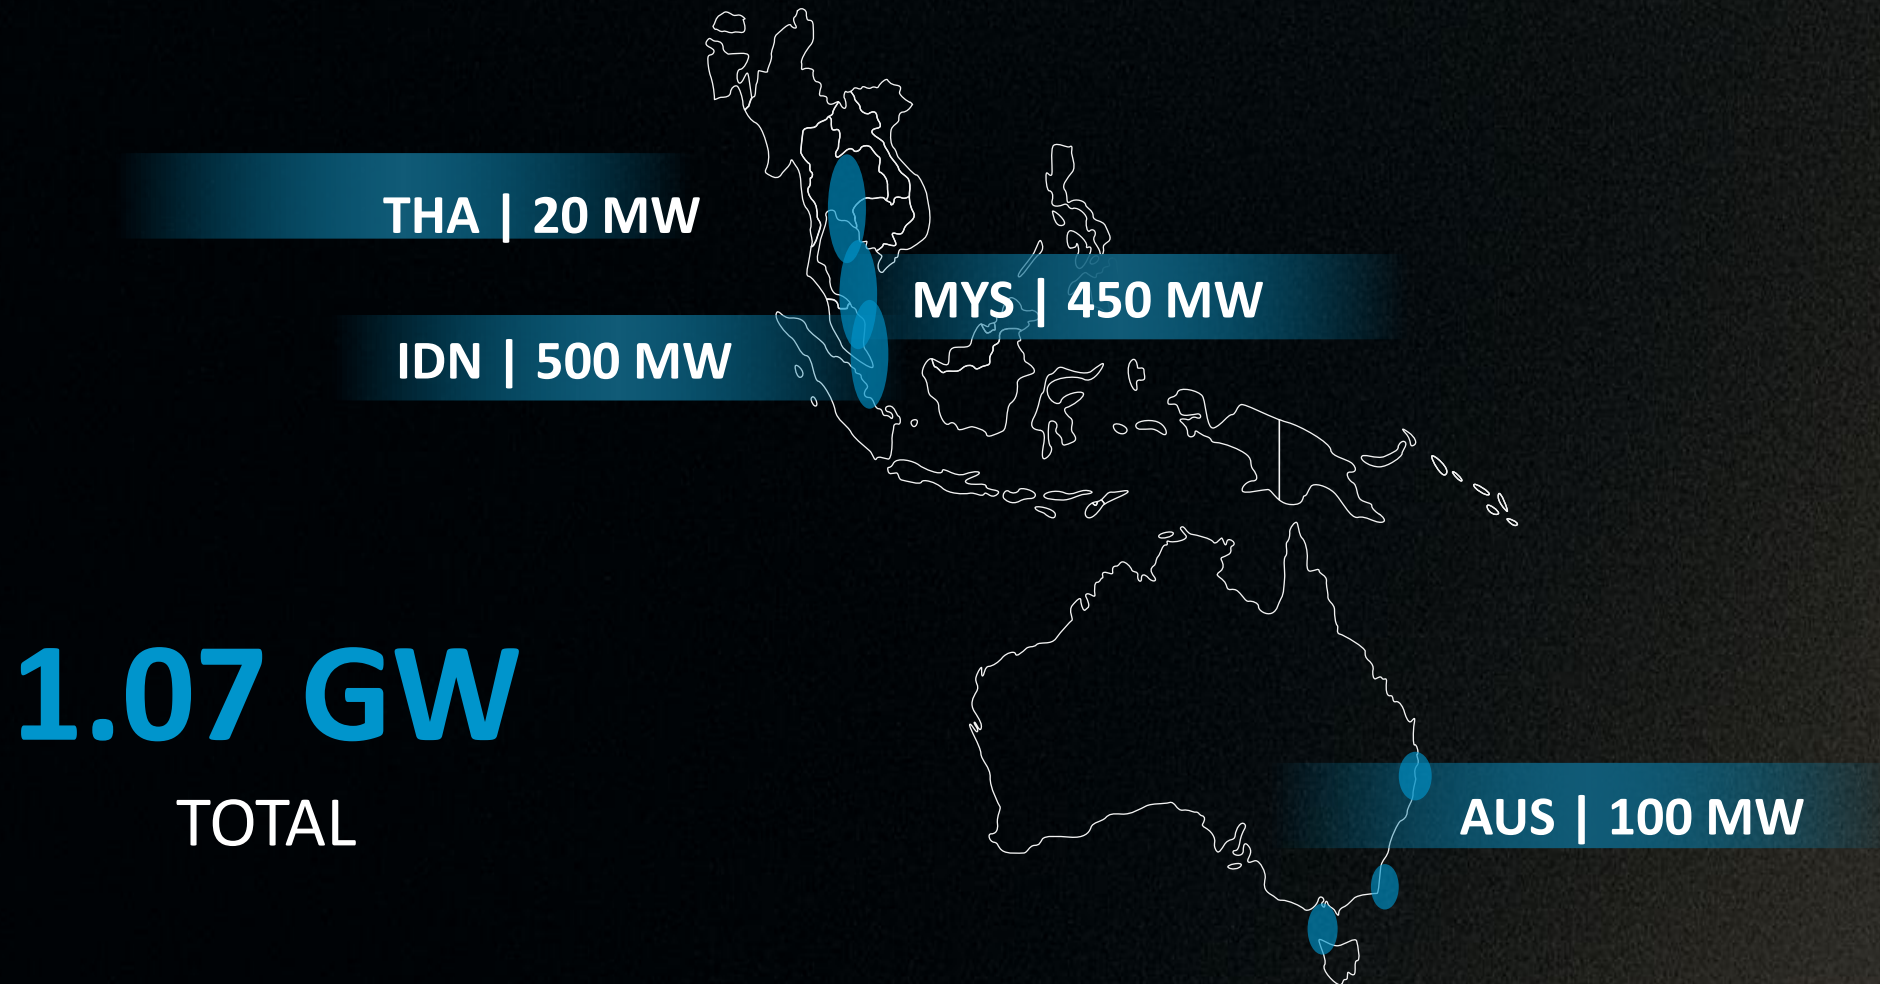 THA | 20 MW
MYS | 450 MW
IDN | 500 MW
1.07 GW
TOTAL
AUS | 100 MW